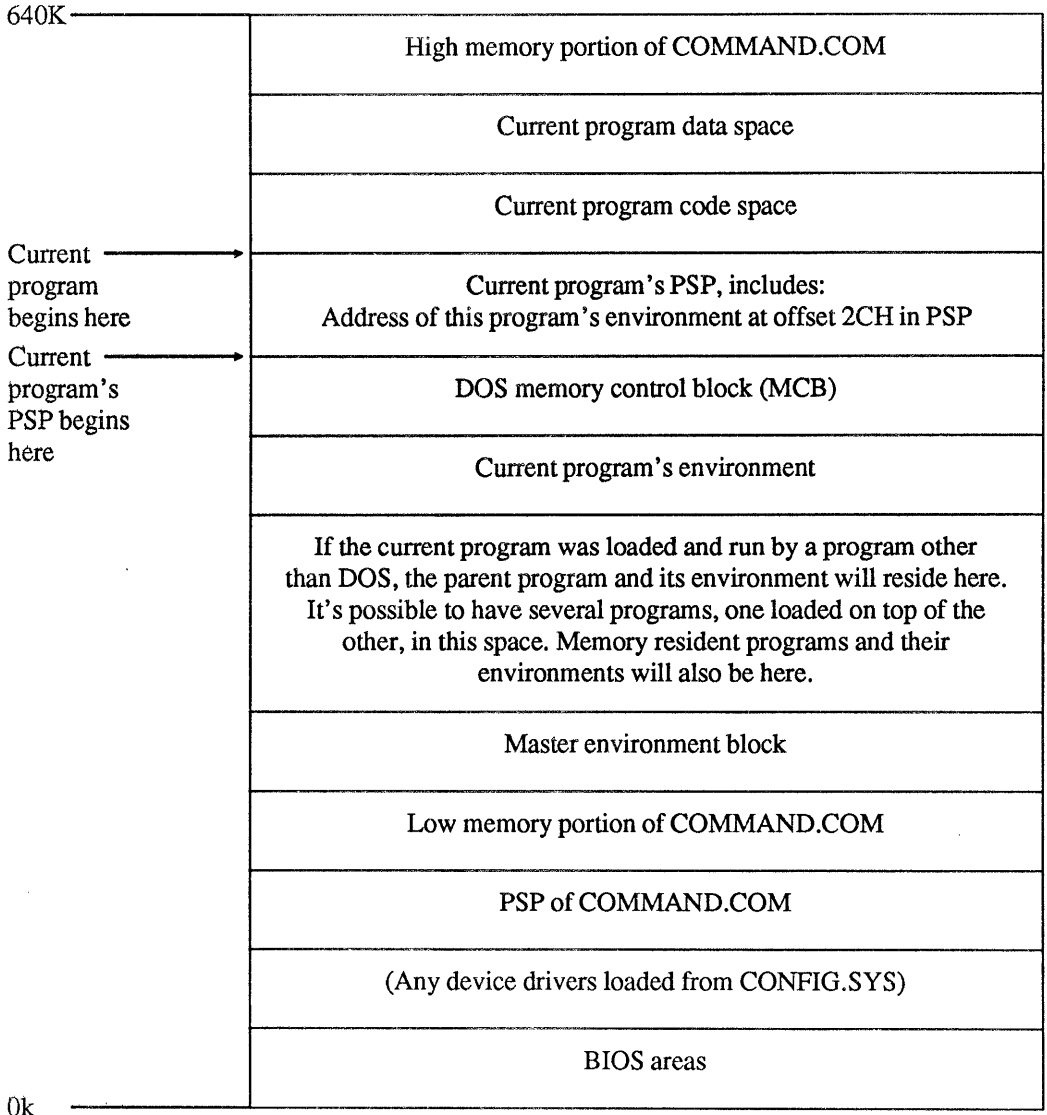 640K
High memory portion of COMMAND.COM
Current program data space
Current program code space
Current
program
begins here
Current program's PSP, includes:
Address of this program's environment at offset 2CH in PSP
Current
program's
PSP begins
here
DOS memory control block (MCB)
Current program's environment
If the current program was loaded and run by a program other
than DOS, the parent program and its environment will reside here.
It's possible to have several programs, one loaded on top of the
other, in this space. Memory resident programs and their
environments will also be here.
Master environment block
Low memory portion of COMMAND.COM
PSP of COMMAND.COM
(Any device drivers loaded from CONFIG.SYS)
BIOS areas
0k